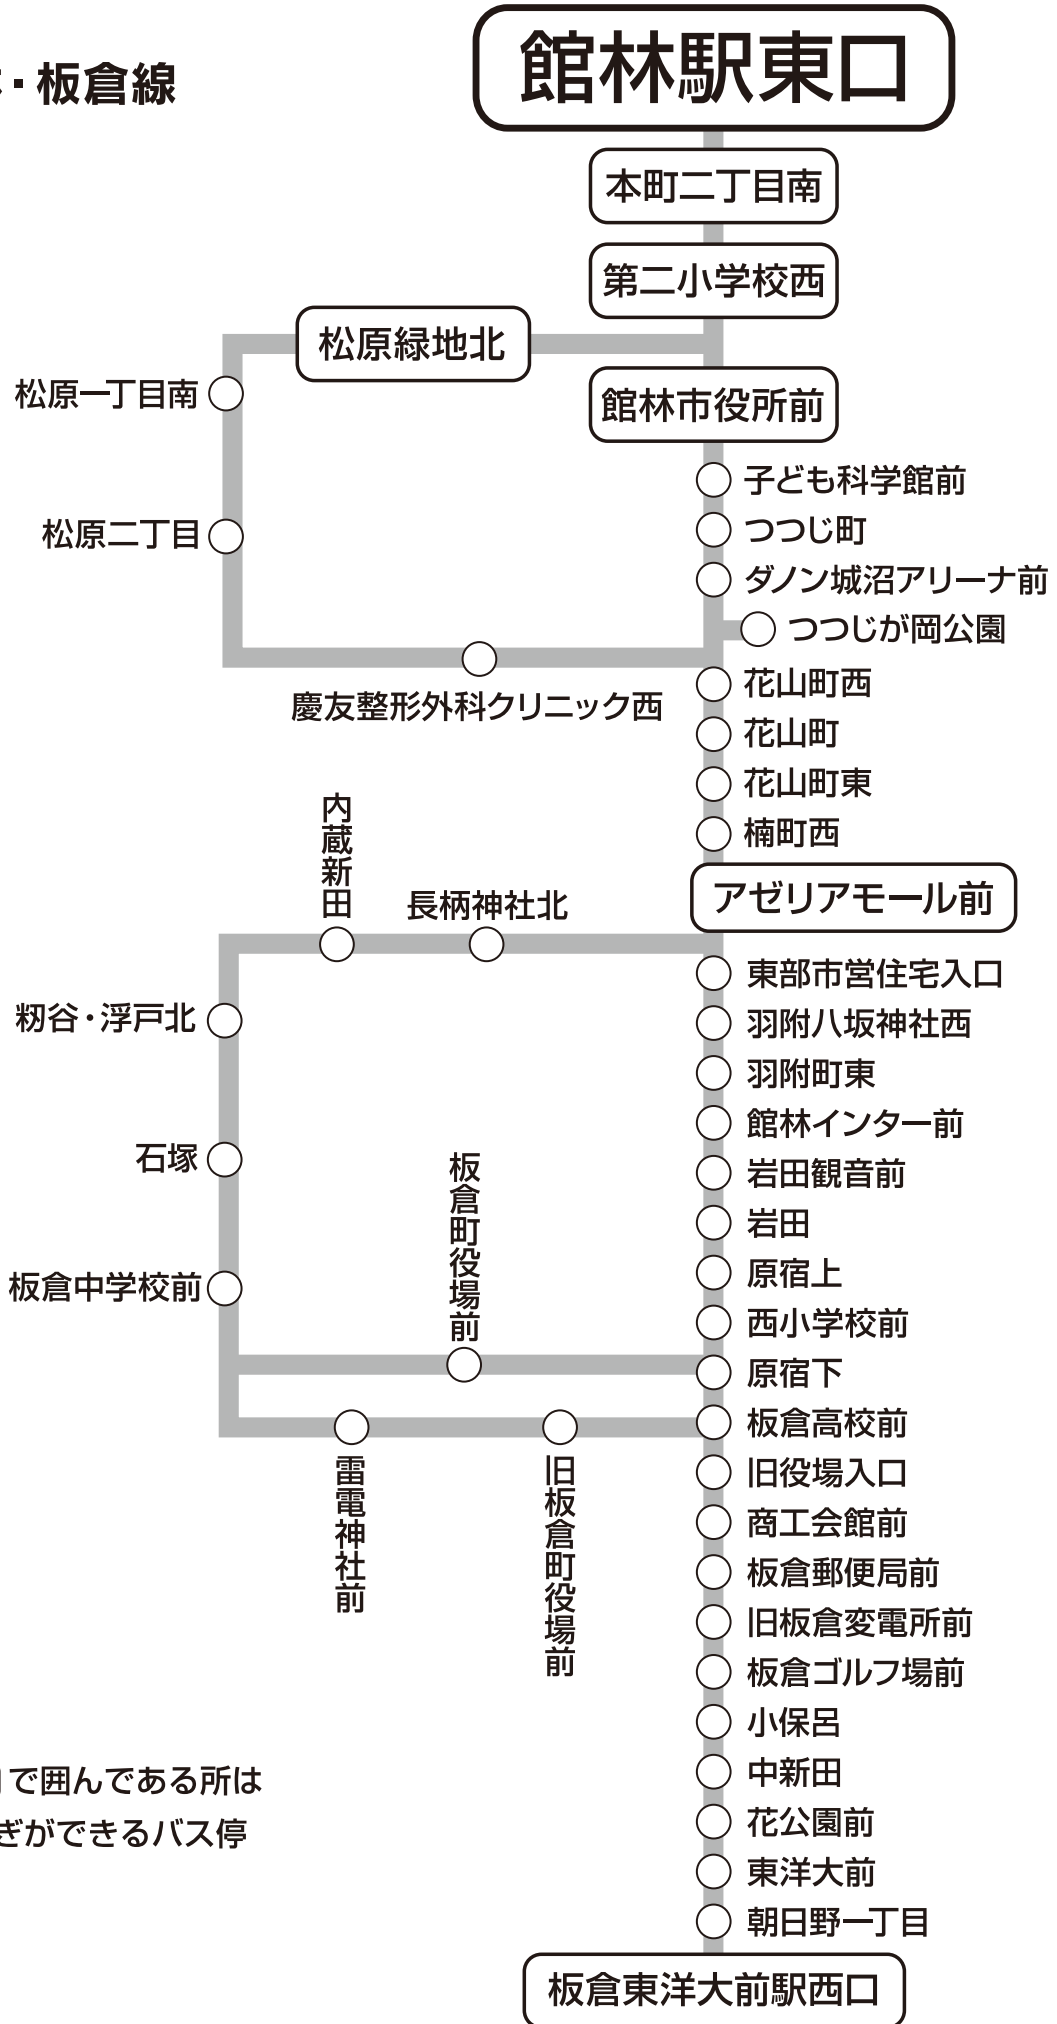 ・板倉線
館林駅東口
本町二丁目南
第二小学校西
松原緑地北
館林市役所前
松原一丁目南
松原二丁目
慶友整形外科クリニック西
子ども科学館前
つつじ町
ダノン城沼アリーナ前
つつじが岡公園
花山町西
花山町
花山町東
楠町西
アゼリアモール前
内蔵新田
長柄神社北
籾谷・浮戸北
石塚
板倉中学校前
板倉町役場前
雷電神社前
旧板倉町役場前
東部市営住宅入口
羽附八坂神社西
羽附町東
館林インター前
岩田観音前
岩田
原宿上
西小学校前
原宿下
板倉高校前
旧役場入口
商工会館前
板倉郵便局前
旧板倉変電所前
板倉ゴルフ場前
小保呂
中新田
花公園前
東洋大前
朝日野一丁目
板倉東洋大前駅西口
で囲んである所は
ぎができるバス停